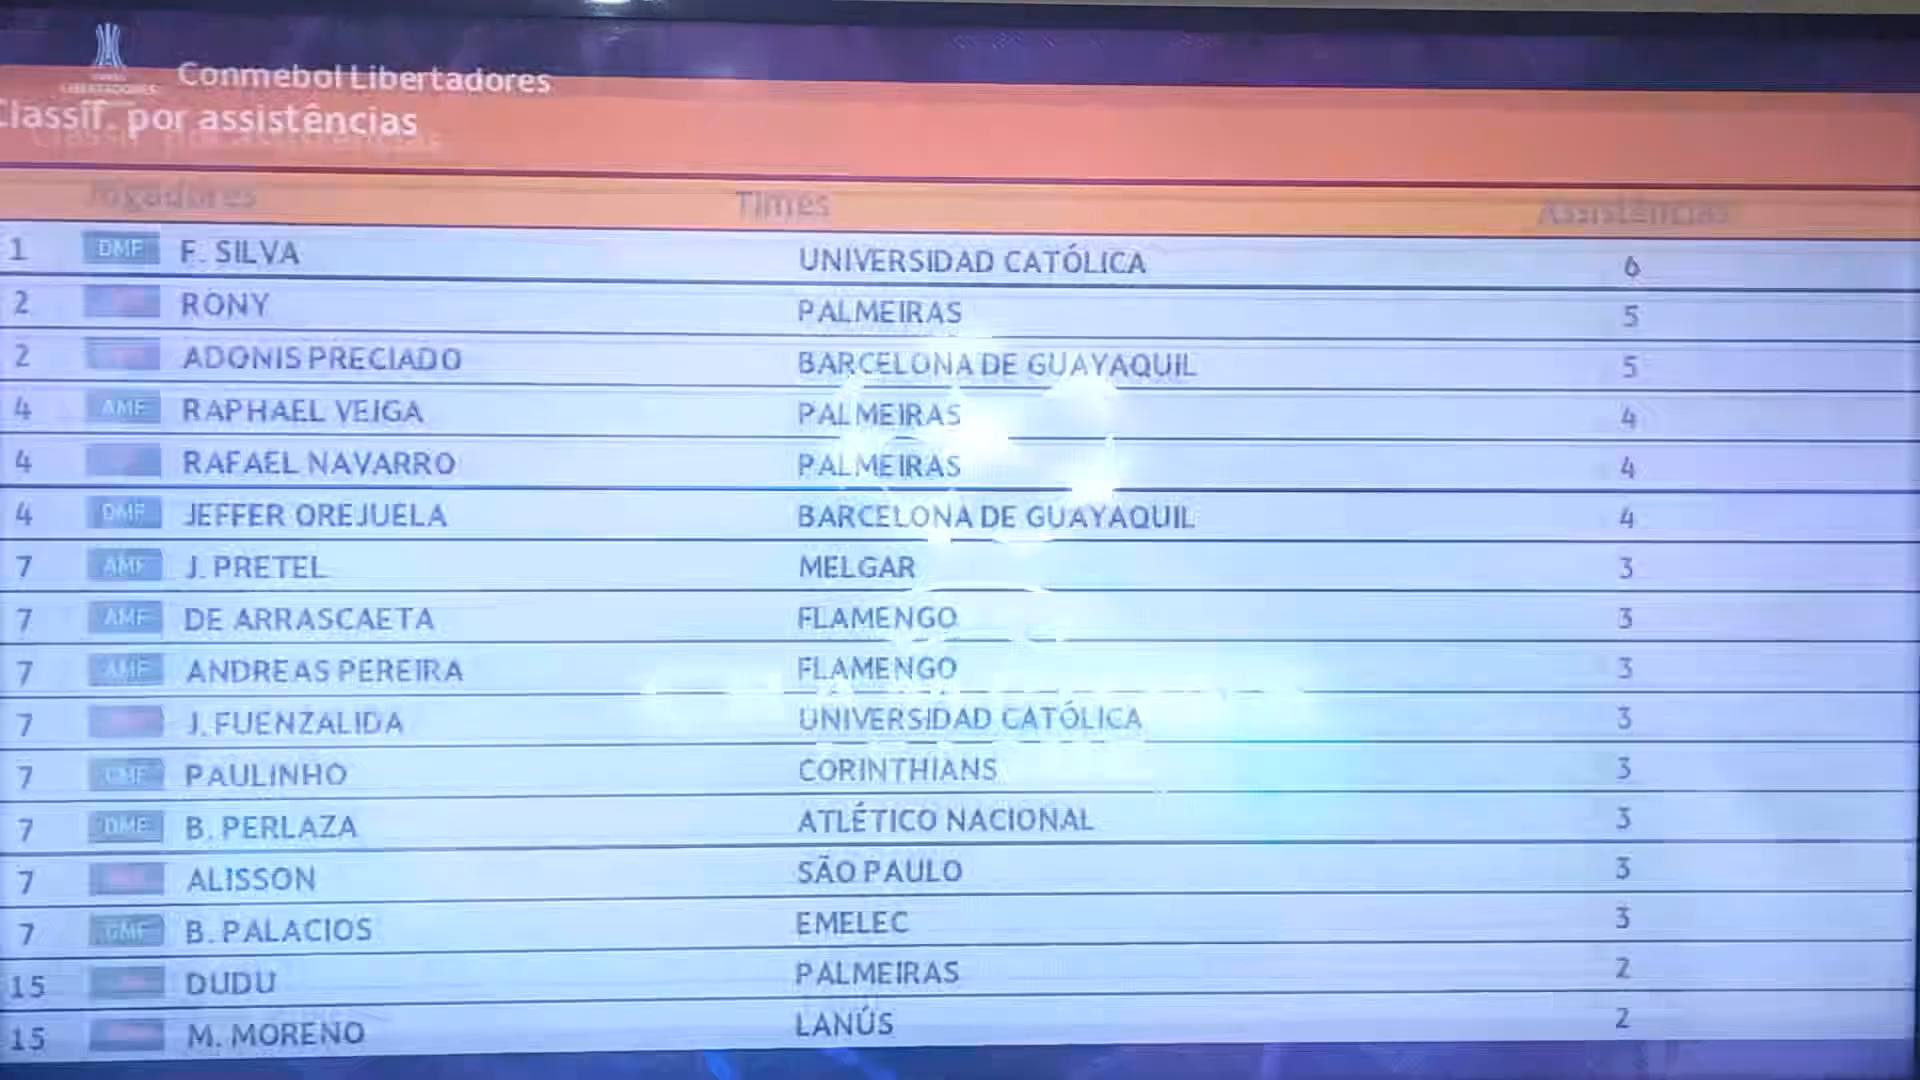 Conmebol Libertadores
LIBERTADORES
Classif. por assistências
Jogadores Times Assistências
1 DMF F. SILVA UNIVERSIDAD CATÓLICA 6
2 RONY PALMEIRAS 5
2 ADONIS PRECIADO BARCELONA DE GUAYAQUIL 5
4 AMF RAPHAEL VEIGA PALMEIRAS 4
4 RAFAEL NAVARRO PALMEIRAS 4
4 DMF JEFFER OREJUELA BARCELONA DE GUAYAQUIL 4
7 AMF J. PRETEL MELGAR 3
7 AMF DE ARRASCAETA FLAMENGO 3
7 AMF ANDREAS PEREIRA FLAMENGO 3
7 J. FUENZALIDA UNIVERSIDAD CATÓLICA 3
7 CMF PAULINHO CORINTHIANS 3
7 DMF B. PERLAZA ATLÉTICO NACIONAL 3
7 ALISSON SÃO PAULO 3
7 B. PALACIOS EMELEC 3
15 DUDU PALMEIRAS 2
15 M. MORENO LANÚS 2